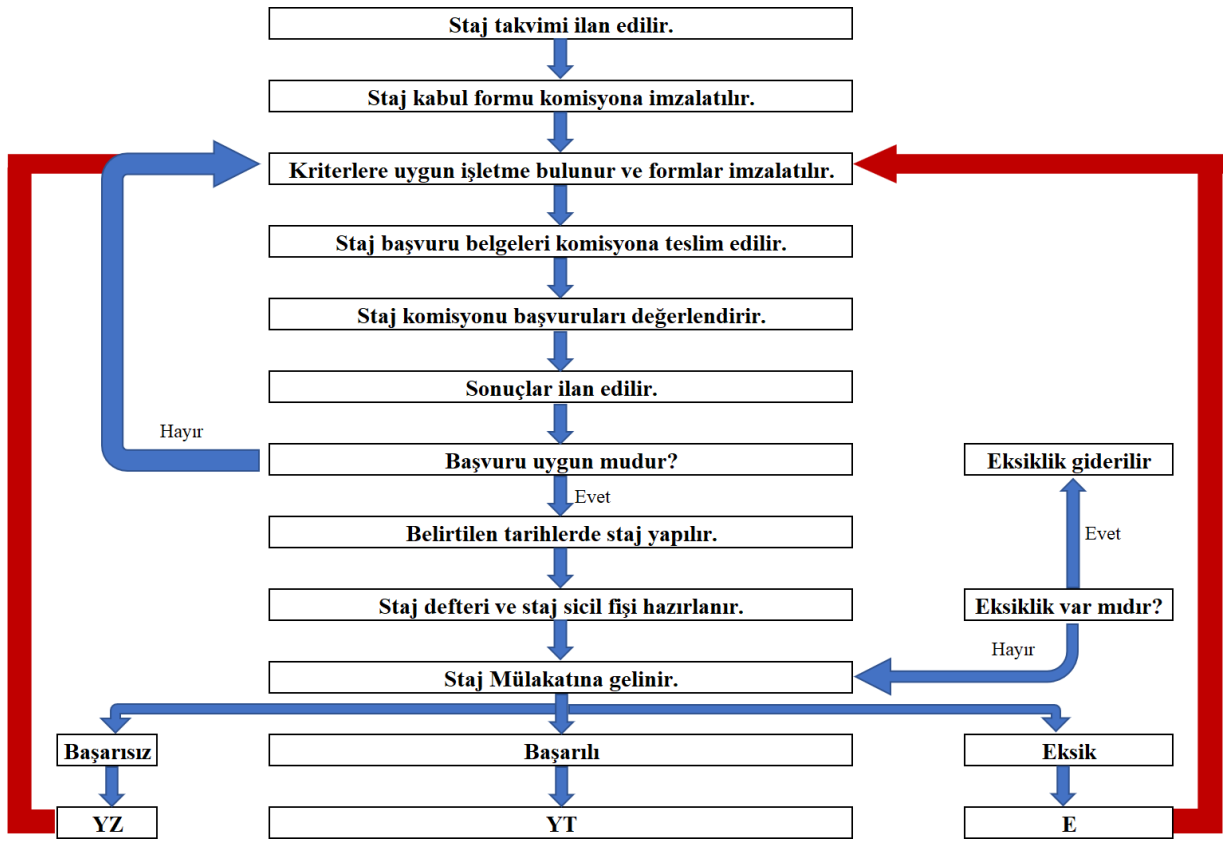 Staj takvimi ilan edilir.
Staj kabul formu komisyona imzalatılır.
Kriterlere uygun işletme bulunur ve formlar imzalatılır.
Staj başvuru belgeleri komisyona teslim edilir.
Staj komisyonu başvuruları değerlendirir.
Sonuçlar ilan edilir.
Hayır
Başvuru uygun mudur?
Eksiklik giderilir
Evet
Belirtilen tarihlerde staj yapılır.
Evet
Staj defteri ve staj sicil fişi hazırlanır.
Eksiklik var mıdır?
Hayır
Staj Mülakatına gelinir.
Başarısız
Başarılı
Eksik
YZ
YT
E